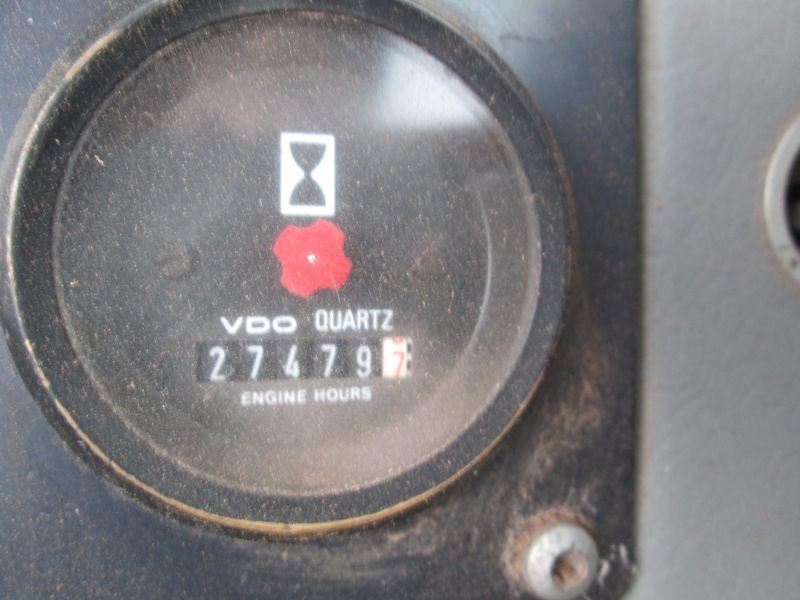 VDO QUARTZ
274797
ENGINE HOURS